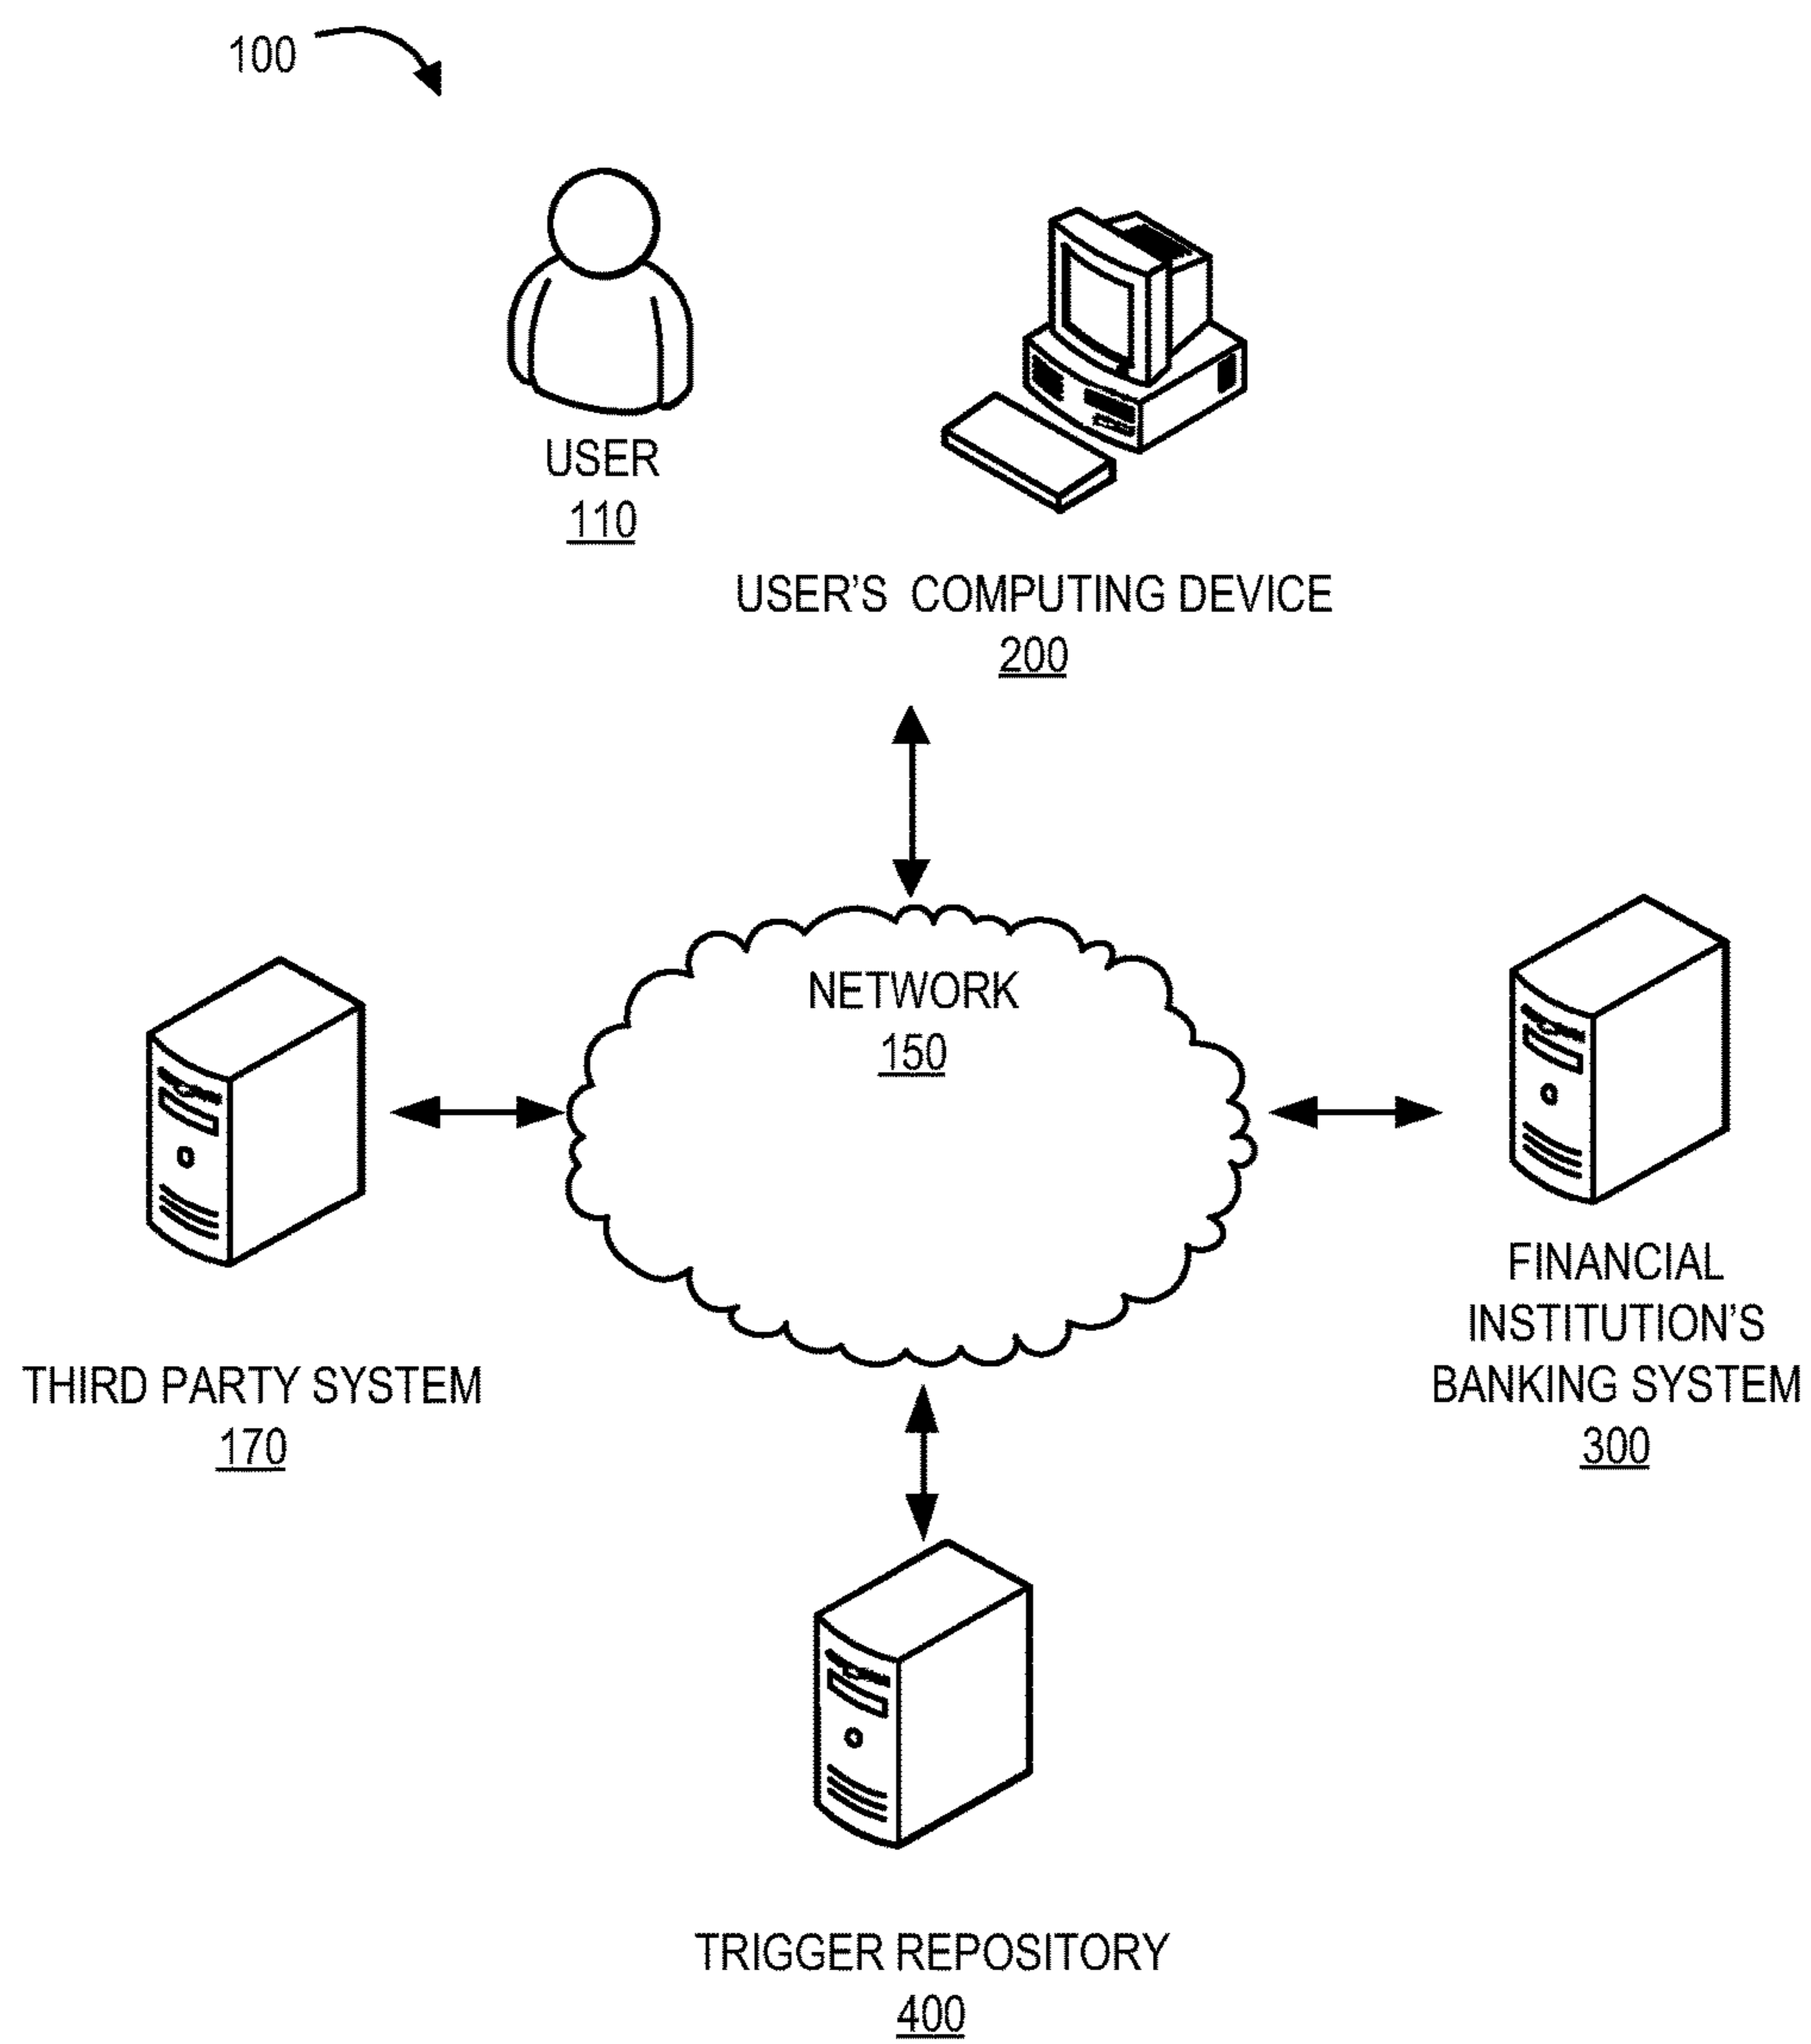 100
USER
110
USER'S COMPUTING DEVICE
200
NETWORK
150
THIRD PARTY SYSTEM
170
FINANCIAL
INSTITUTION'S
BANKING SYSTEM
300
TRIGGER REPOSITORY
400